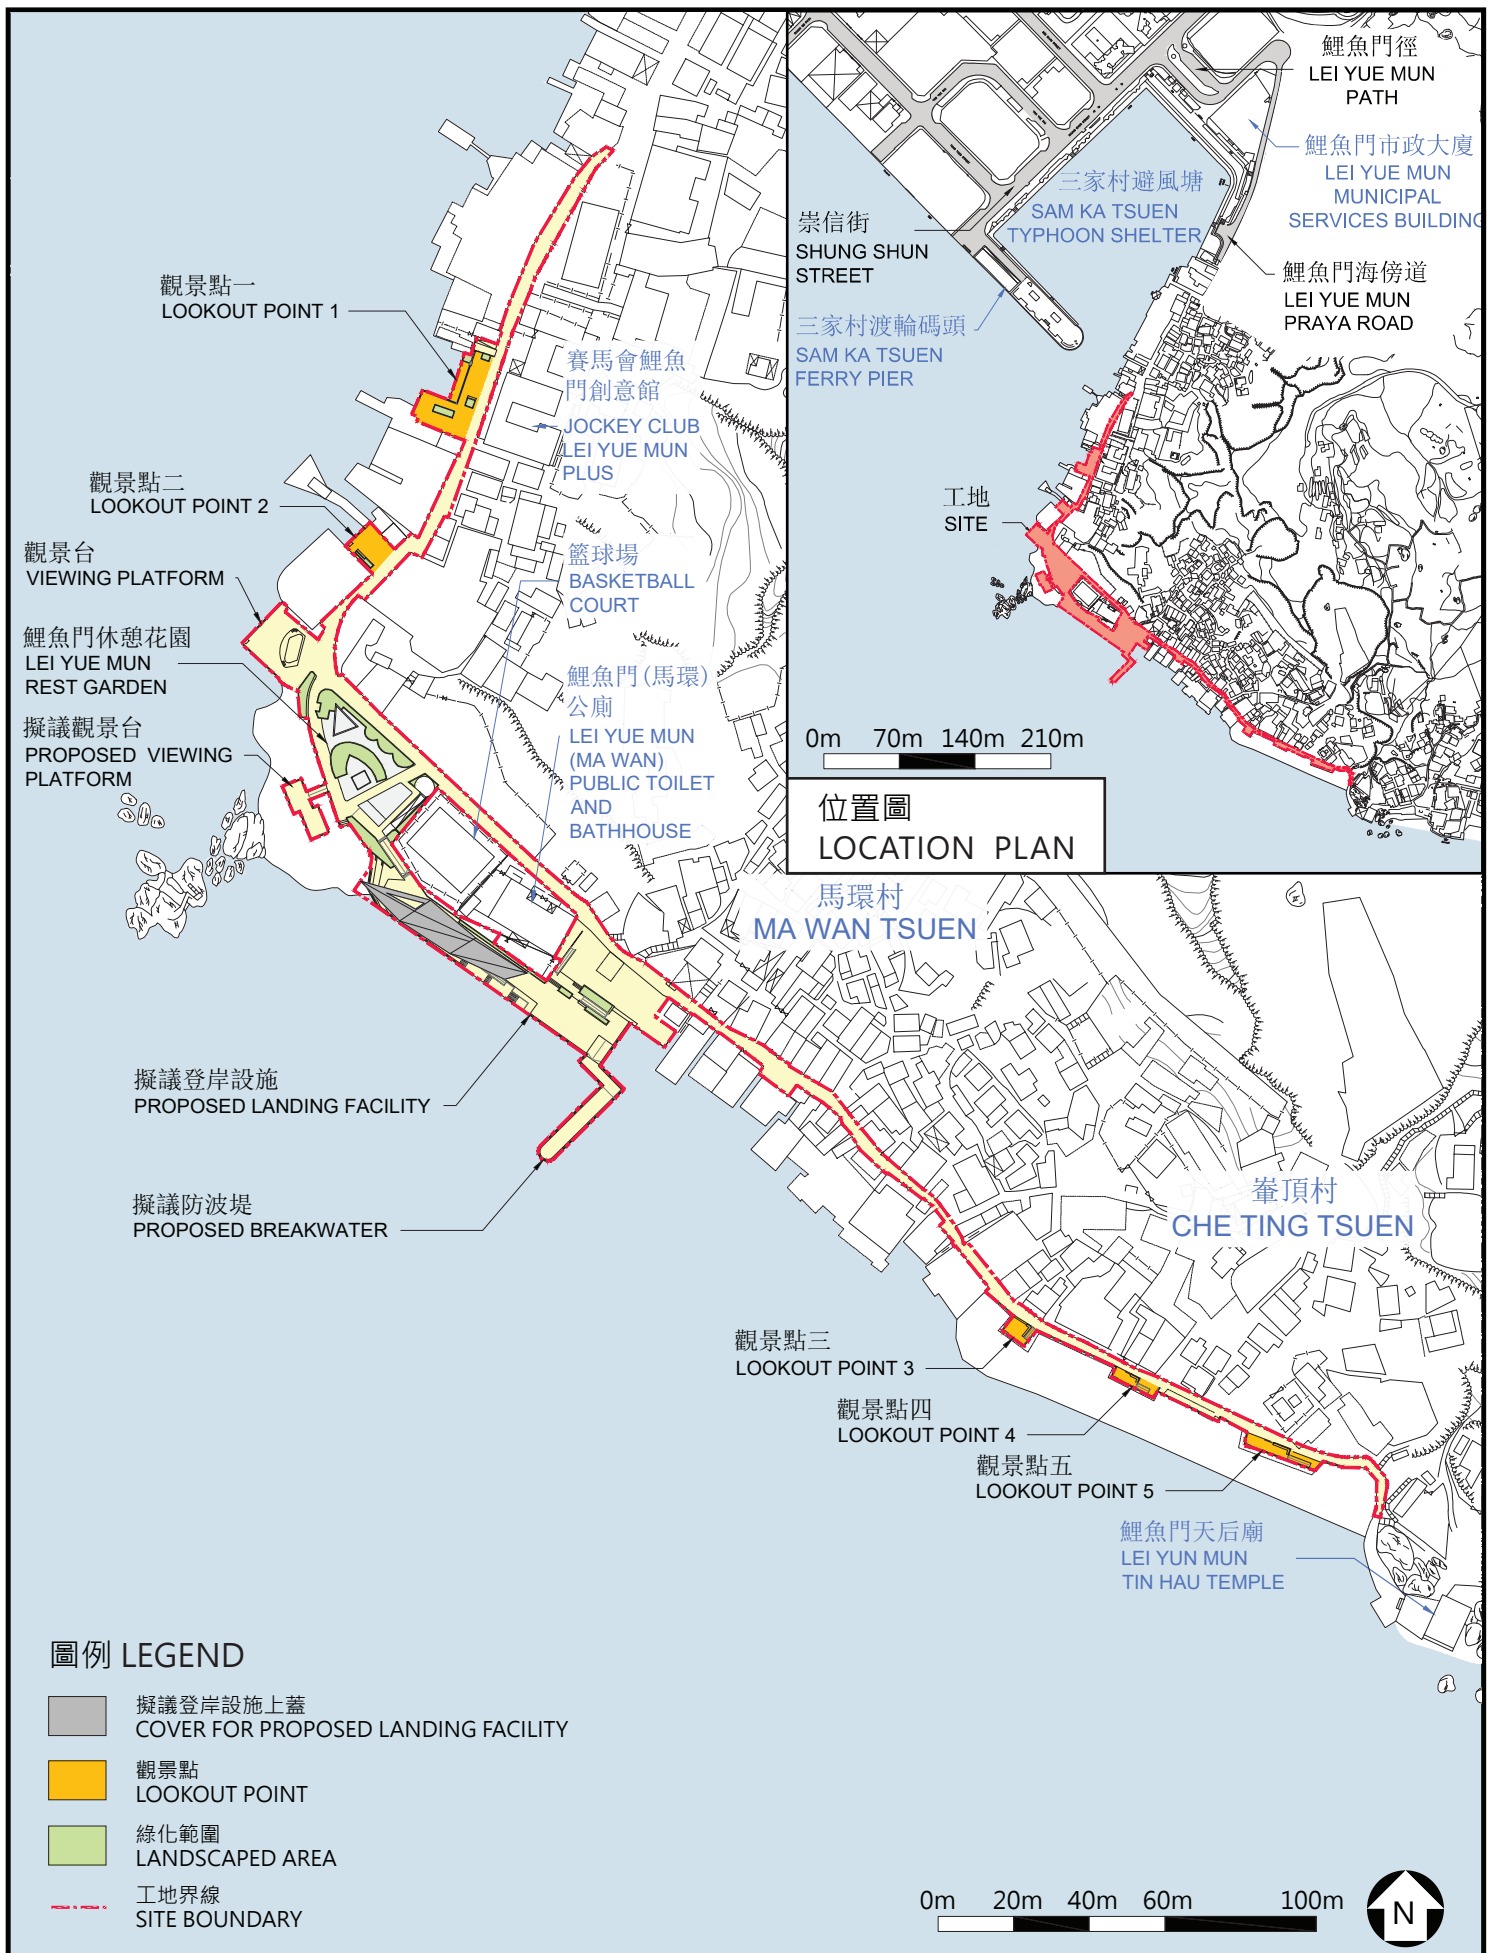 鯉魚門徑
LEI YUE MUN
PATH
鯉魚門市政大廈
LEI YUE MUN
MUNICIPAL
SERVICES BUILDING
三家村避風塘
SAM KA TSUEN
TYPHOON SHELTER
崇信街
SHUNG SHUN
STREET
鯉魚門海傍道
LEI YUE MUN
PRAYA ROAD
三家村渡輪碼頭
SAM KA TSUEN
FERRY PIER
工地
SITE
0m 70m 140m 210m
位置圖
LOCATION PLAN
觀景點一
LOOKOUT POINT 1
賽馬會鯉魚
門創意館
JOCKEY CLUB
LEI YUE MUN
PLUS
觀景點二
LOOKOUT POINT 2
觀景台
VIEWING PLATFORM
籃球場
BASKETBALL
COURT
鯉魚門休憩花園
LEI YUE MUN
REST GARDEN
鯉魚門(馬環)
公廁
LEI YUE MUN
(MA WAN)
PUBLIC TOILET
AND
BATHHOUSE
擬議觀景台
PROPOSED VIEWING
PLATFORM
馬環村
MA WAN TSUEN
擬議登岸設施
PROPOSED LANDING FACILITY
擬議防波堤
PROPOSED BREAKWATER
輋頂村
CHE TING TSUEN
觀景點三
LOOKOUT POINT 3
觀景點四
LOOKOUT POINT 4
觀景點五
LOOKOUT POINT 5
鯉魚門天后廟
LEI YUN MUN
TIN HAU TEMPLE
圖例 LEGEND
擬議登岸設施上蓋
COVER FOR PROPOSED LANDING FACILITY
觀景點
LOOKOUT POINT
綠化範圍
LANDSCAPED AREA
工地界線
SITE BOUNDARY
0m 20m 40m 60m 100m
N